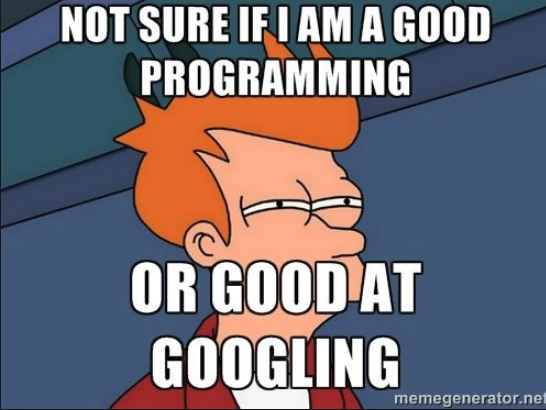 NOT SURE IF I AM A GOOD
PROGRAMMING
OR GOOD AT
GOOGLING
memegenerator.net